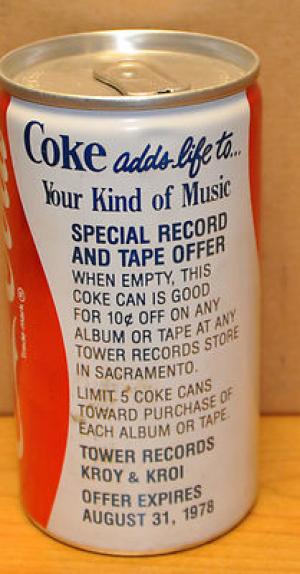 Coke adds life to...
Your Kind of Music
SPECIAL RECORD
AND TAPE OFFER
WHEN EMPTY, THIS
COKE CAN IS GOOD
FOR 10¢ OFF ON ANY
ALBUM OR TAPE AT ANY
TOWER RECORDS STORE
IN SACRAMENTO.
LIMIT 5 COKE CANS
TOWARD PURCHASE OF
EACH ALBUM OR TAPE.
TOWER RECORDS
KROY & KROI
OFFER EXPIRES
AUGUST 31, 1978
Trade-mark ®